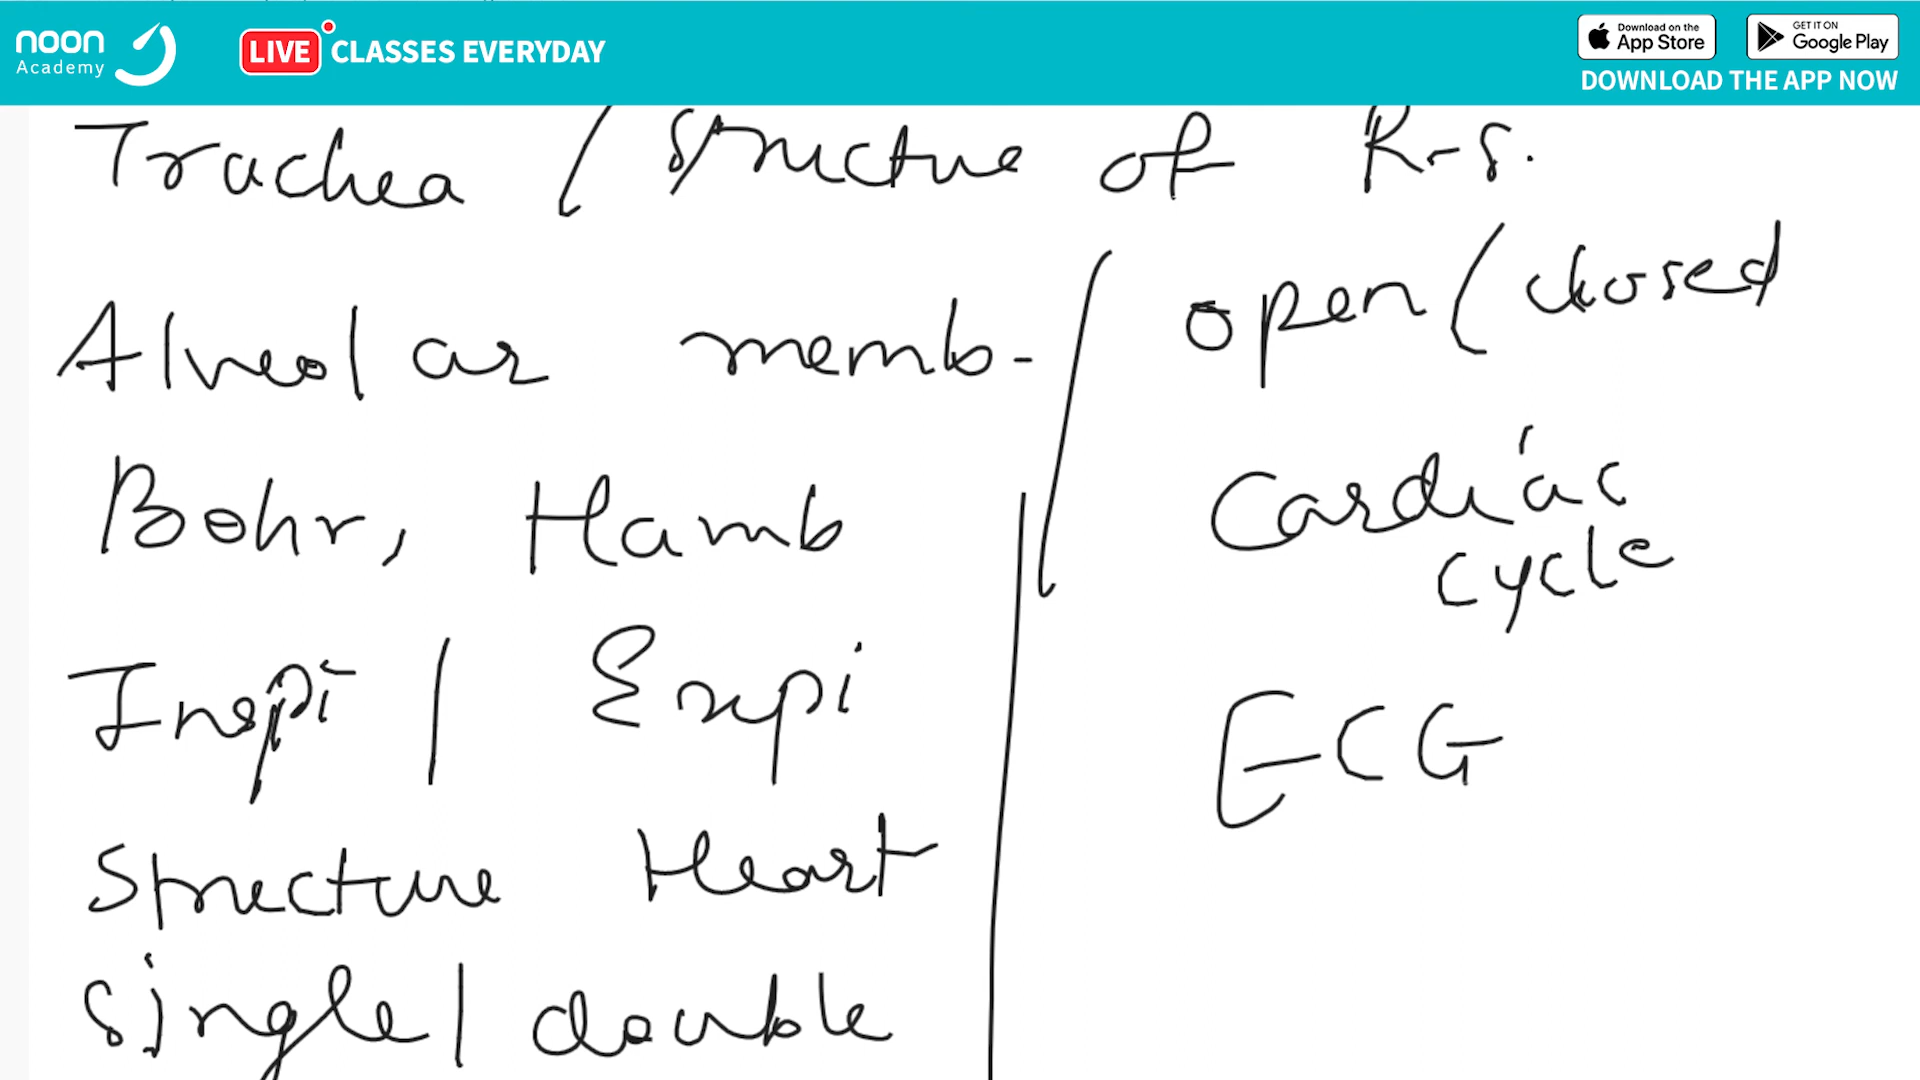 noon
Academy
LIVE CLASSES EVERYDAY
Download on the
App Store
GET IT ON
Google Play
DOWNLOAD THE APP NOW
Trachea / structure of R-S.
Alveolar memb-
Bohr, Hamb
Inspi / Expi
Structure Heart
Single / double
open / closed
Cardiac
cycle
ECG